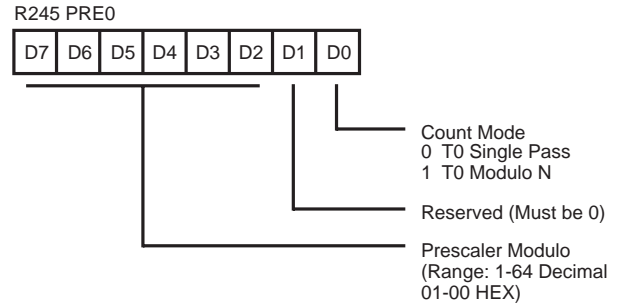 R245 PRE0
D7 D6 D5 D4 D3 D2 D1 D0
Count Mode
0 T0 Single Pass
1 T0 Modulo N
Reserved (Must be 0)
Prescaler Modulo
(Range: 1-64 Decimal
01-00 HEX)